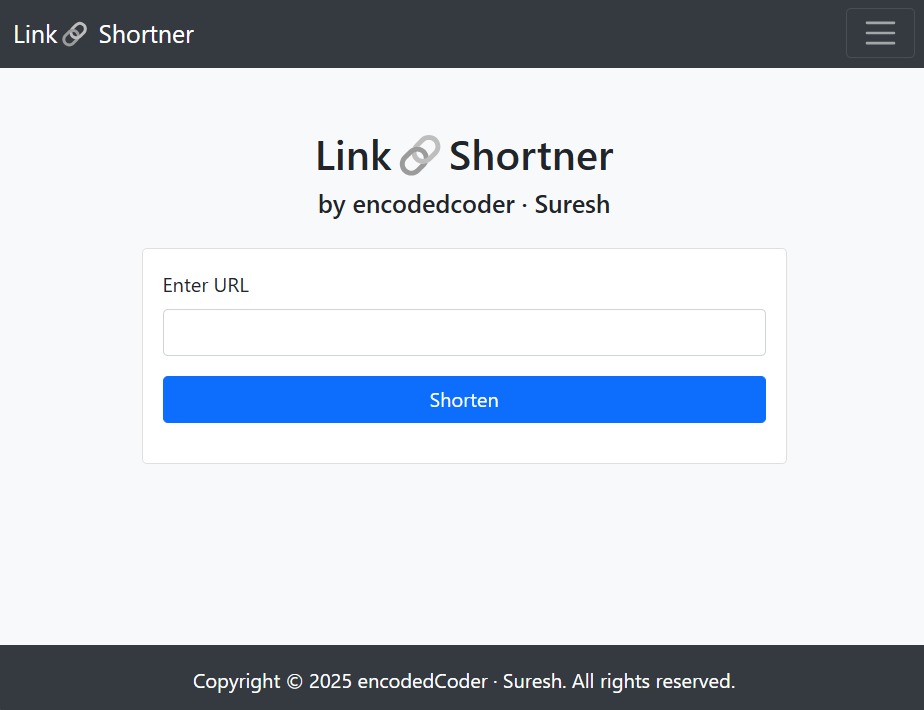 Link🔗 Shortner
Link🔗Shortner
by encodedcoder · Suresh
Enter URL
Shorten
Copyright © 2025 encodedCoder · Suresh. All rights reserved.